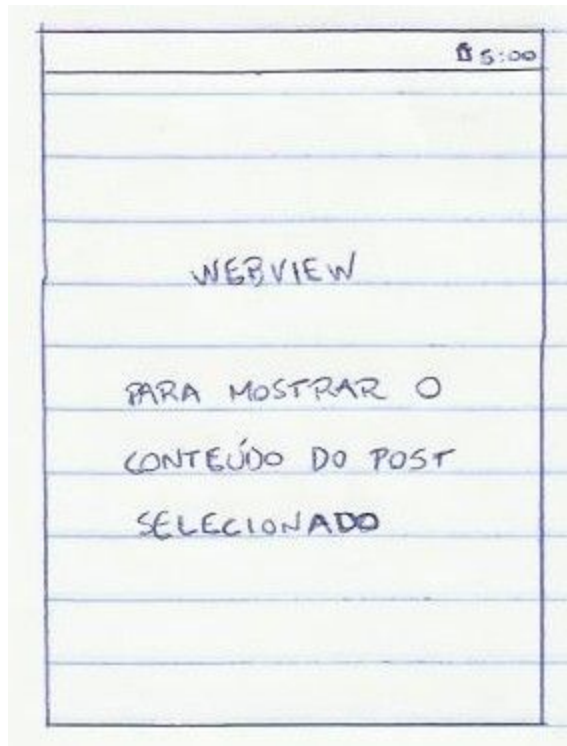 5:00
WEBVIEW
PARA MOSTRAR O
CONTEÚDO DO POST
SELECIONADO